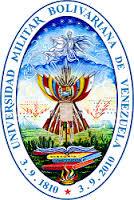 UNIVERSIDAD MILITAR BOLIVARIANA DE VENEZUELA
3.9.1810 ★ 3.9.2010